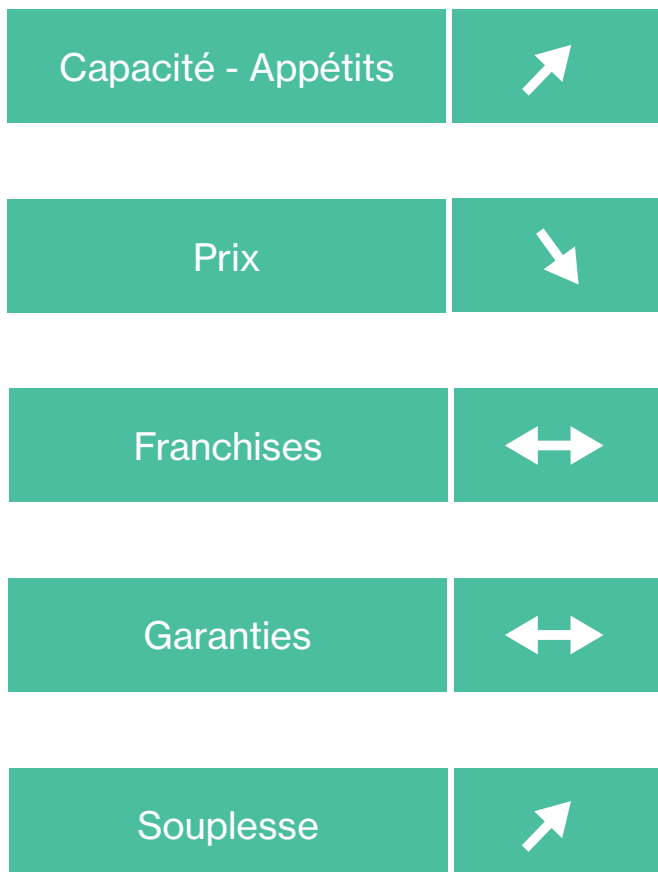 Capacité - Appétits
Prix
Franchises
Garanties
Souplesse